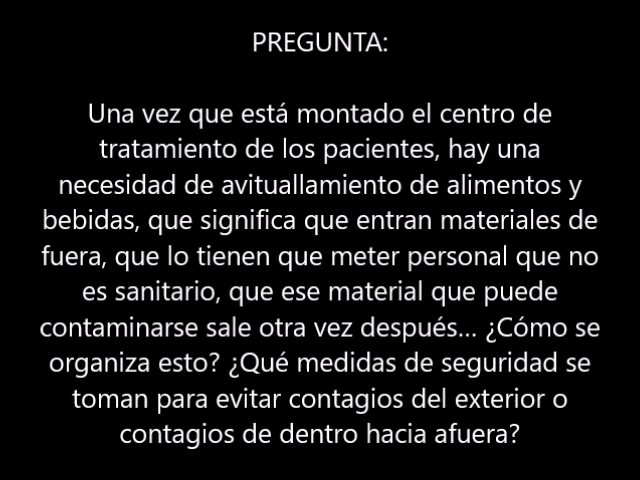 PREGUNTA:
Una vez que está montado el centro de
tratamiento de los pacientes, hay una
necesidad de avituallamiento de alimentos y
bebidas, que significa que entran materiales de
fuera, que lo tienen que meter personal que no
es sanitario, que ese material que puede
contaminarse sale otra vez después... ¿Cómo se
organiza esto? ¿Qué medidas de seguridad se
toman para evitar contagios del exterior o
contagios de dentro hacia afuera?